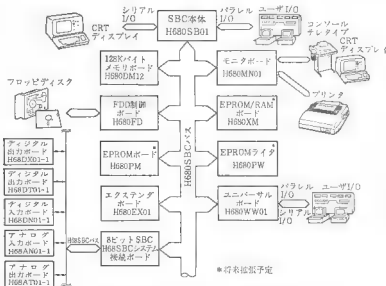 シリアル
I/O
SBC本体
H680SB01
パラレル
I/O
ユーザI/O
CRT
ディスプレイ
コンソール
テレタイプ
CRT
ディスプレイ
128Kバイト
メモリボード
H680DM12
モニタボード
H680MN01
プリンタ
フロッピディスク
FDC制御
ボード
H680FD
EPROM/RAM
ボード
H680XM
EPROMボード*
H680PM
EPROMライタ
H680PW
エクステンダ
ボード
H680EX01
ユニバーサル
ボード
H680WW01
パラレル
I/O
ユーザI/O
シリアル
I/O
H680SBCバス
ディジタル
出力ボード
H68DX01-1
ディジタル
出力ボード
H68DT01-1
ディジタル
入力ボード
H68DN01-1
アナログ
入力ボード
H68AN01-1
アナログ
出力ボード
H68AT01-1
H68SBCバス
8ビットSBC
H68SBCシステム
接続ボード
*将来拡張予定